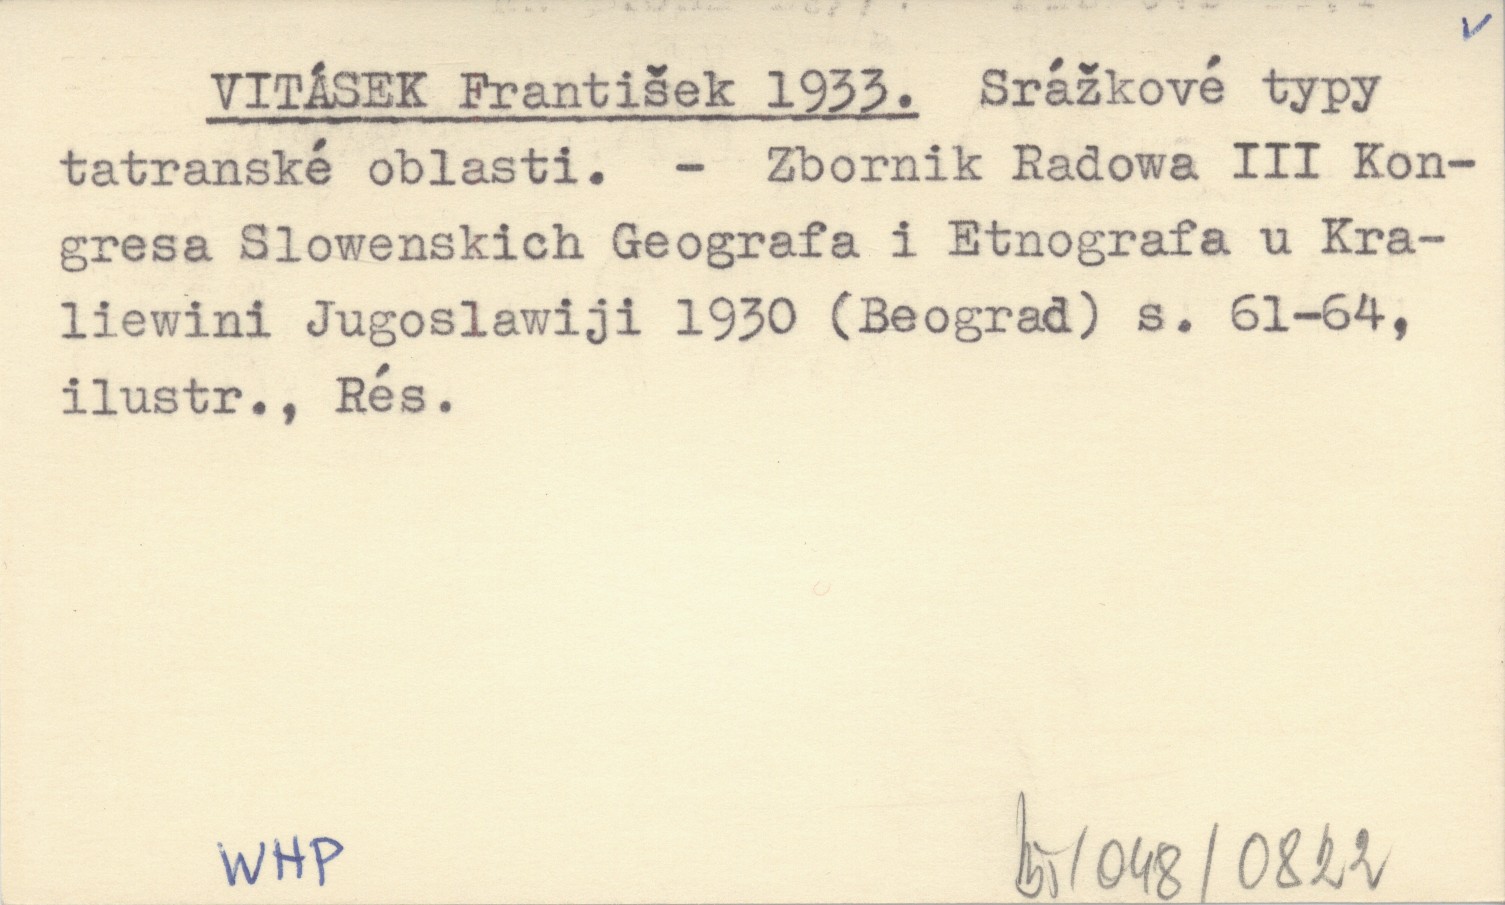 VITÁSEK František 1933. Srážkové typy
tatranské oblasti. - Zbornik Radowa III Kon-
gresa Slowenskich Geografa i Etnografa u Kra-
liewini Jugoslawiji 1930 (Beograd) s. 61-64,
ilustr., Rés.
WHP
/048/0822